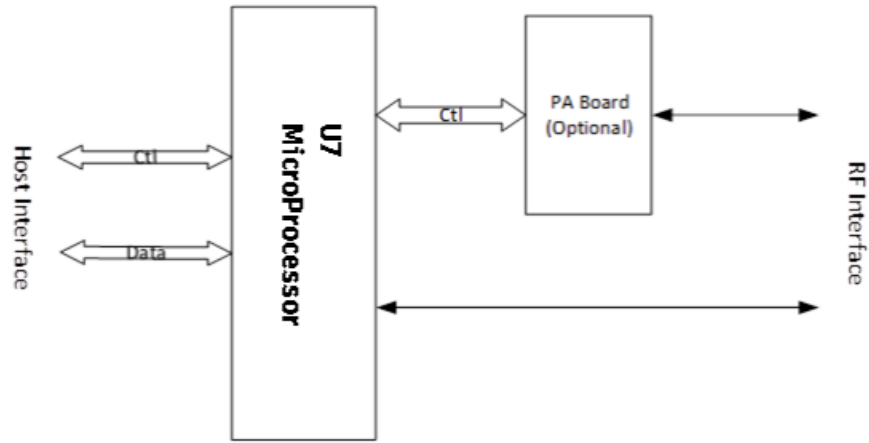 Host Interface
Ctl
Data
U7
MicroProcessor
Ctl
PA Board
(Optional)
RF Interface